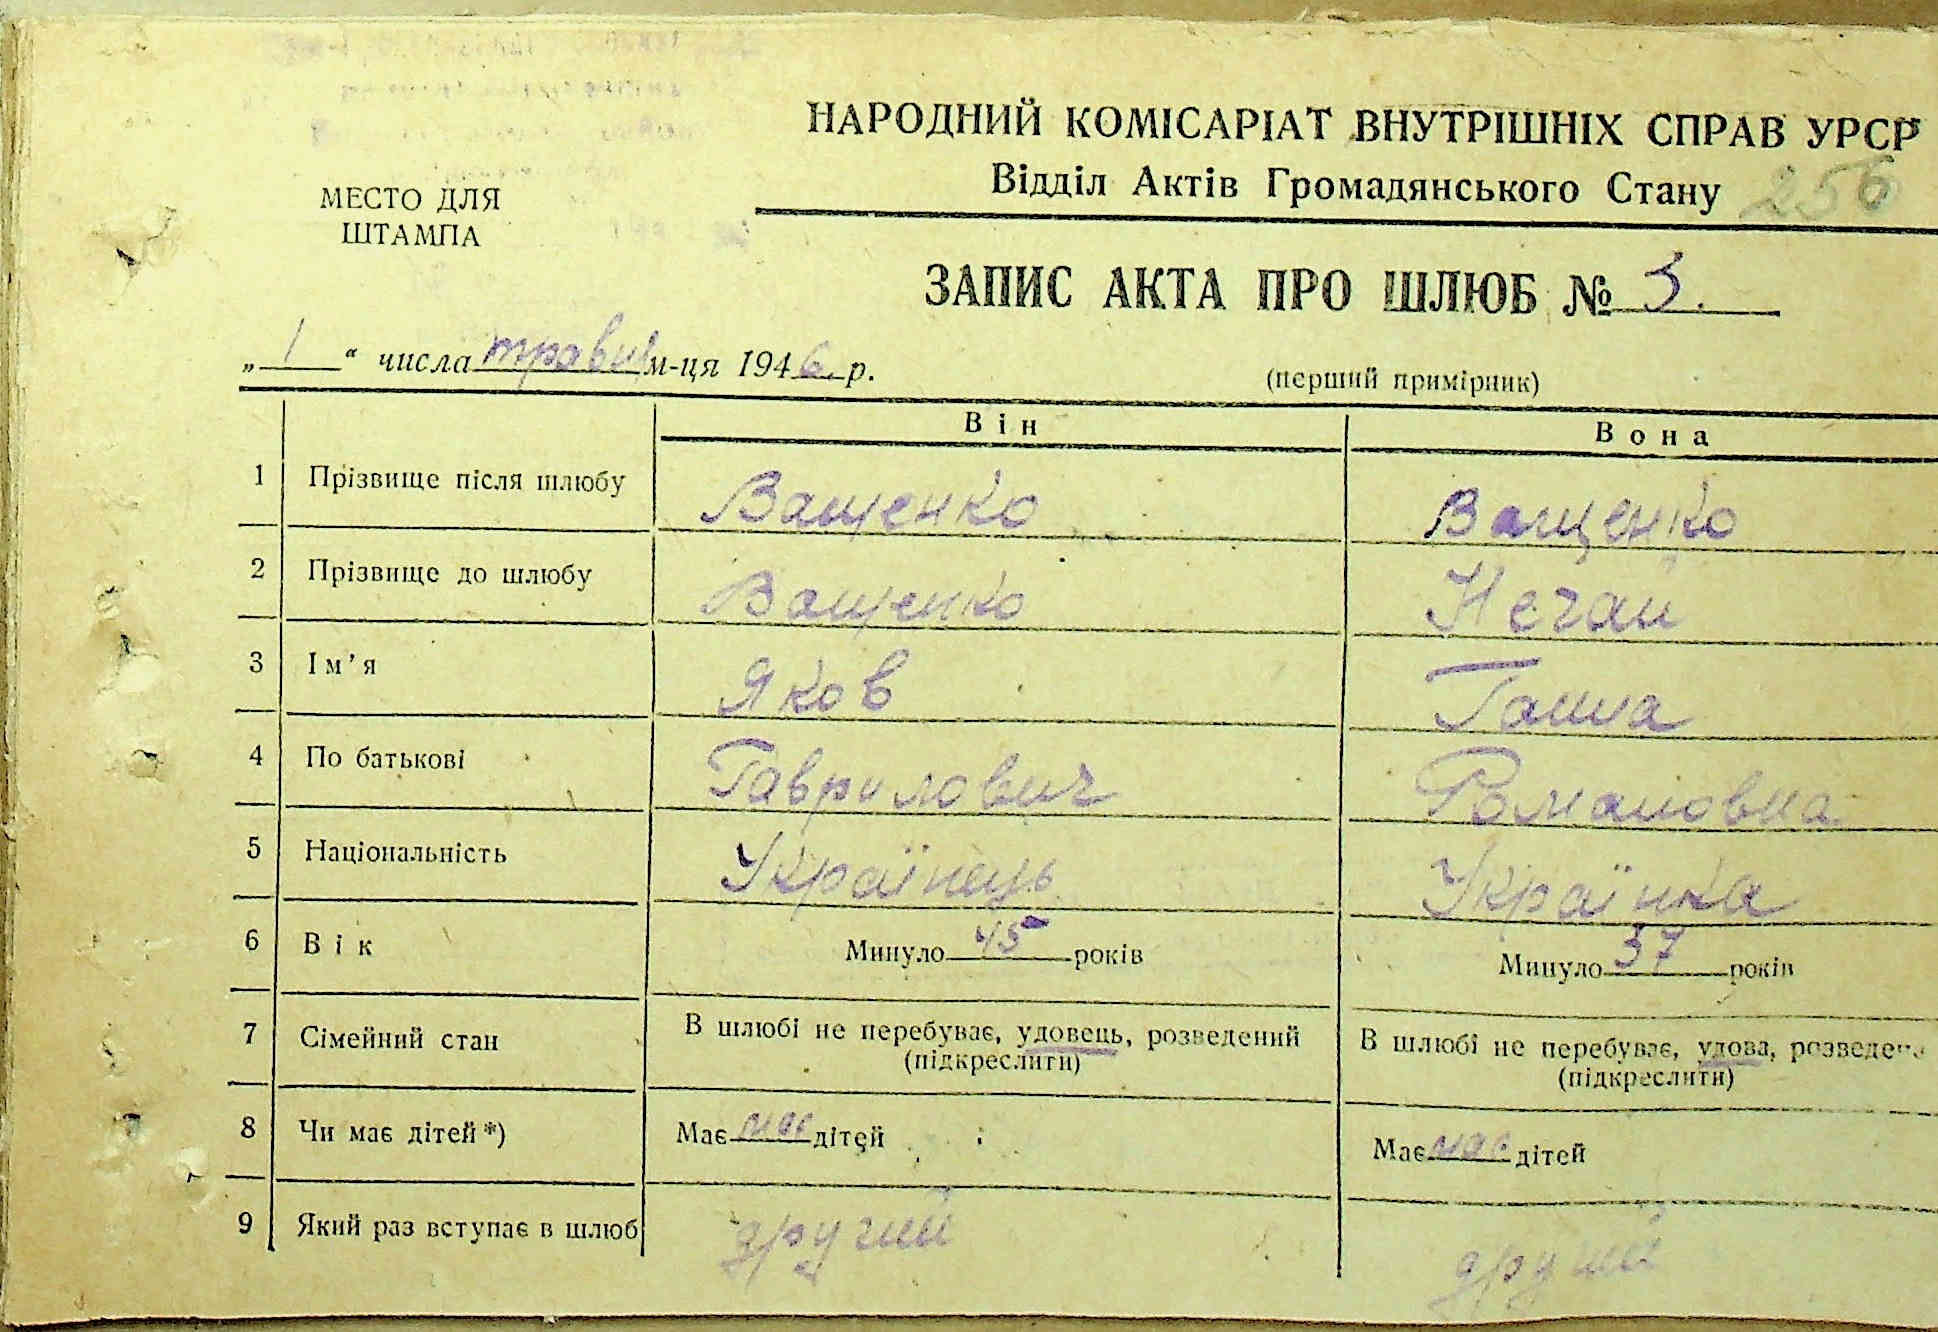 НАРОДНИЙ КОМІСАРІАТ ВНУТРІШНІХ СПРАВ УРСР
Відділ Актів Громадянського Стану 256
МЕСТО ДЛЯ
ШТАМПА
ЗАПИС АКТА ПРО ШЛЮБ № 3.
„ 1 “ числа травня м-ця 1946 р.
(перший примірник)
Він Вона
1 Прізвище після шлюбу Ващенко Ващенко
2 Прізвище до шлюбу Ващенко Нечай
3 Ім’я Яков Ганна
4 По батькові Гаврилович Романовна
5 Національність Українець Українка
6 Вік Минуло 45 років Минуло 37 років
7 Сімейний стан В шлюбі не перебуває, удовець, розведений В шлюбі не перебуває, удова, розведена
(підкреслити) (підкреслити)
8 Чи має дітей*) Має має дітей Має має дітей
9 Який раз вступає в шлюб другий другий